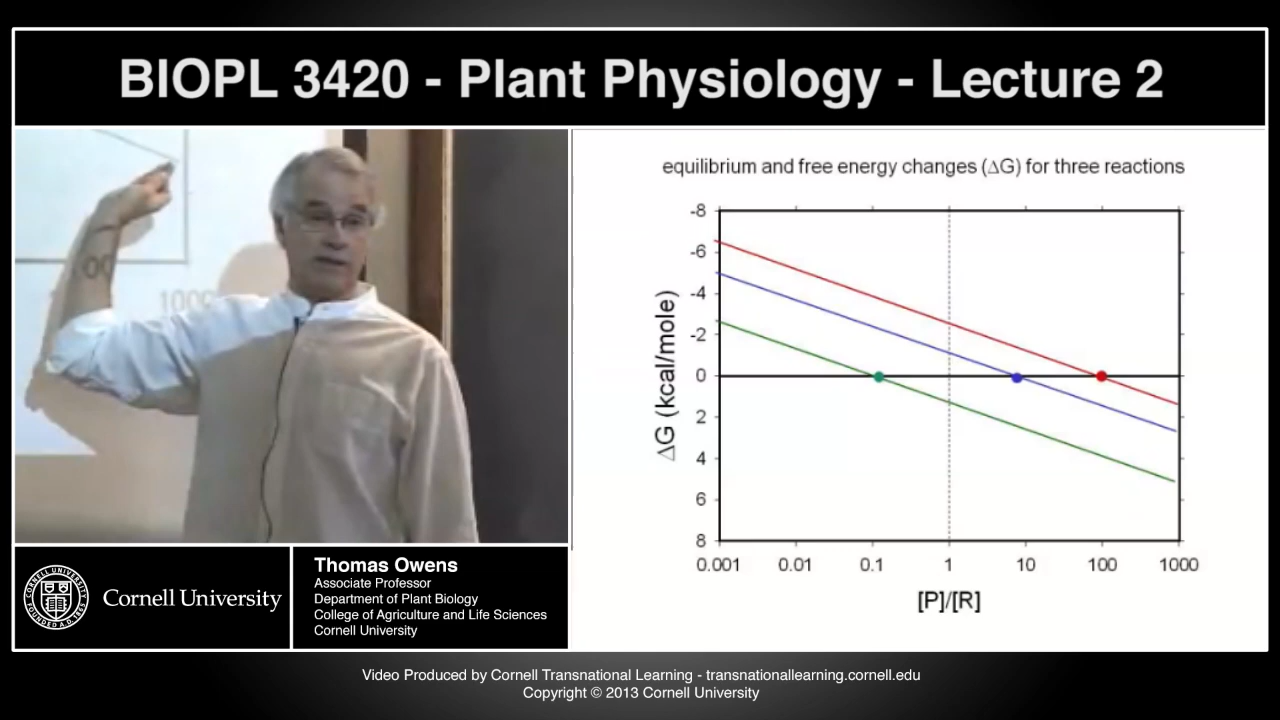 BIOPL 3420 - Plant Physiology - Lecture 2
00
1000
equilibrium and free energy changes (ΔG) for three reactions
-8
-6
-4
-2
0
2
4
6
8
ΔG (kcal/mole)
0.001 0.01 0.1 1 10 100 1000
[P]/[R]
Cornell University
Thomas Owens
Associate Professor
Department of Plant Biology
College of Agriculture and Life Sciences
Cornell University
Video Produced by Cornell Transnational Learning - transnationallearning.cornell.edu
Copyright © 2013 Cornell University